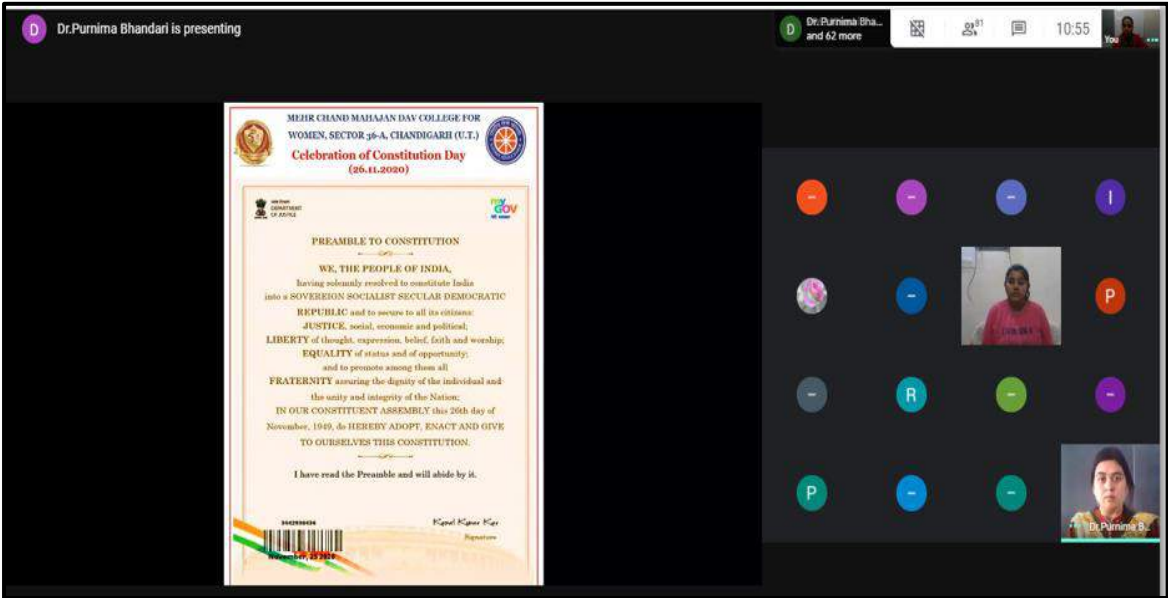 D Dr.Purnima Bhandari is presenting
D Dr.Purnima Bha...
and 62 more
81
10:55
You
MEHR CHAND MAHAJAN DAV COLLEGE FOR
WOMEN, SECTOR 36-A, CHANDIGARH (U.T.)
Celebration of Constitution Day
(26.11.2020)
DEPARTMENT
OF JUSTICE
my
GOV
PREAMBLE TO CONSTITUTION
WE, THE PEOPLE OF INDIA,
having solemnly resolved to constitute India
into a SOVEREIGN SOCIALIST SECULAR DEMOCRATIC
REPUBLIC and to secure to all its citizens:
JUSTICE, social, economic and political;
LIBERTY of thought, expression, belief, faith and worship;
EQUALITY of status and of opportunity;
and to promote among them all
FRATERNITY assuring the dignity of the individual and
the unity and integrity of the Nation;
IN OUR CONSTITUENT ASSEMBLY this 26th day of
November, 1949, do HEREBY ADOPT, ENACT AND GIVE
TO OURSELVES THIS CONSTITUTION.
I have read the Preamble and will abide by it.
Signature
November, 25 2020
I
P
R
P
Dr.Purnima B...